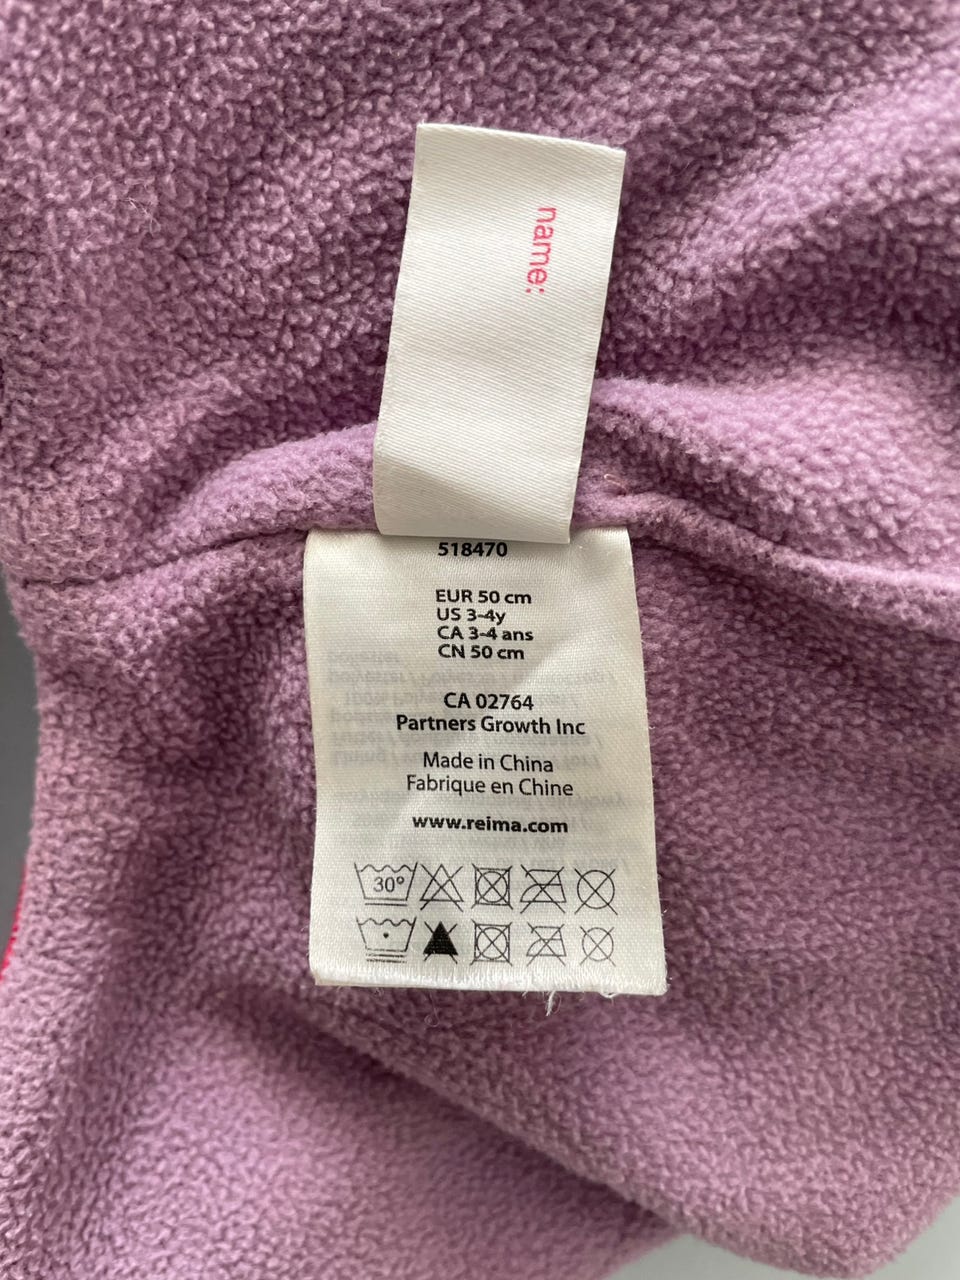 name:
518470
EUR 50 cm
US 3-4y
CA 3-4 ans
CN 50 cm
CA 02764
Partners Growth Inc
Made in China
Fabrique en Chine
www.reima.com
30°